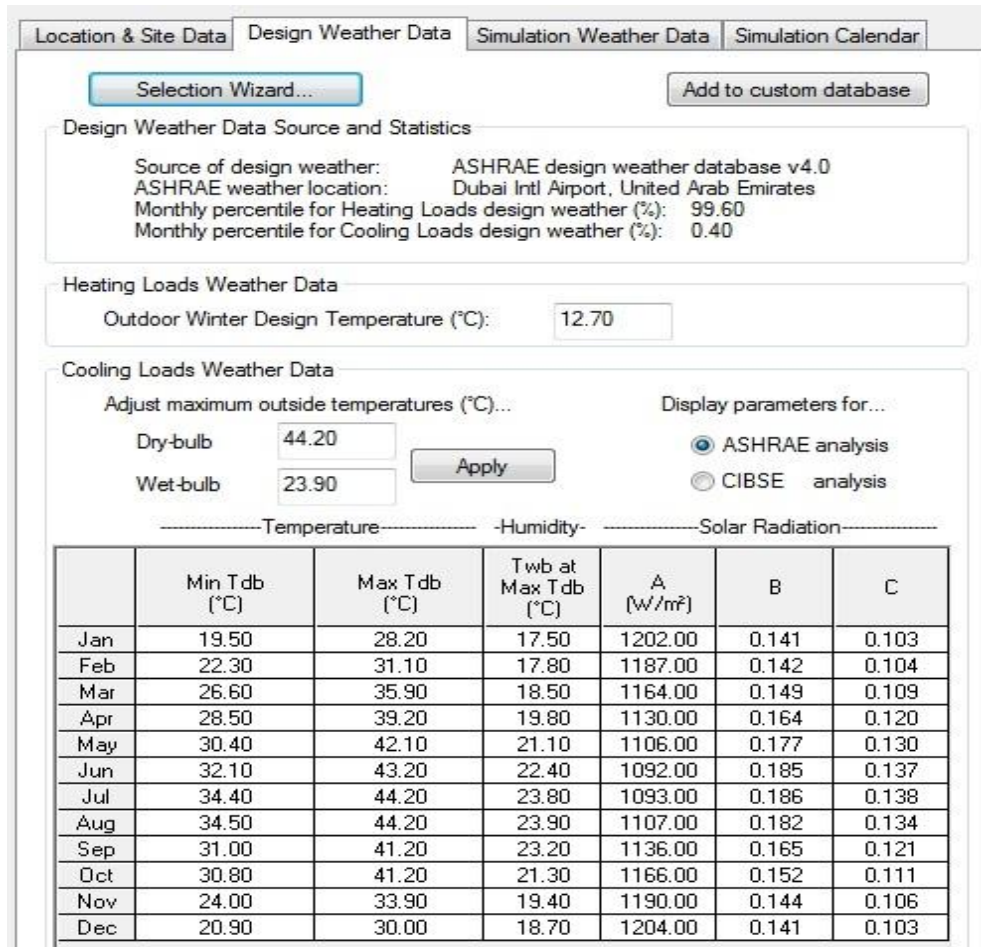 Location & Site Data Design Weather Data Simulation Weather Data Simulation Calendar
Selection Wizard... Add to custom database
Design Weather Data Source and Statistics
Source of design weather: ASHRAE design weather database v4.0
ASHRAE weather location: Dubai Intl Airport, United Arab Emirates
Monthly percentile for Heating Loads design weather (%): 99.60
Monthly percentile for Cooling Loads design weather (%): 0.40
Heating Loads Weather Data
Outdoor Winter Design Temperature (°C): 12.70
Cooling Loads Weather Data
Adjust maximum outside temperatures (°C)... Display parameters for...
Dry-bulb 44.20 ASHRAE analysis
Apply
Wet-bulb 23.90 CIBSE analysis
-----------------Temperature---------------- -Humidity- ----------------Solar Radiation----------------
Min Tdb (°C) Max Tdb (°C) Twb at Max Tdb (°C) A (W/m²) B C
Jan 19.50 28.20 17.50 1202.00 0.141 0.103
Feb 22.30 31.10 17.80 1187.00 0.142 0.104
Mar 26.60 35.90 18.50 1164.00 0.149 0.109
Apr 28.50 39.20 19.80 1130.00 0.164 0.120
May 30.40 42.10 21.10 1106.00 0.177 0.130
Jun 32.10 43.20 22.40 1092.00 0.185 0.137
Jul 34.40 44.20 23.80 1093.00 0.186 0.138
Aug 34.50 44.20 23.90 1107.00 0.182 0.134
Sep 31.00 41.20 23.20 1136.00 0.165 0.121
Oct 30.80 41.20 21.30 1166.00 0.152 0.111
Nov 24.00 33.90 19.40 1190.00 0.144 0.106
Dec 20.90 30.00 18.70 1204.00 0.141 0.103